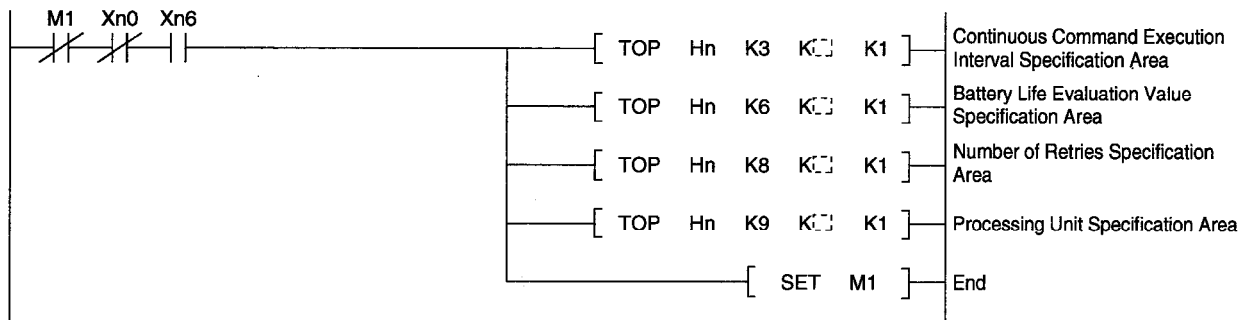 M1 Xn0 Xn6
TOP Hn K3 K K1 Continuous Command Execution
Interval Specification Area
TOP Hn K6 K K1 Battery Life Evaluation Value
Specification Area
TOP Hn K8 K K1 Number of Retries Specification
Area
TOP Hn K9 K K1 Processing Unit Specification Area
SET M1 End